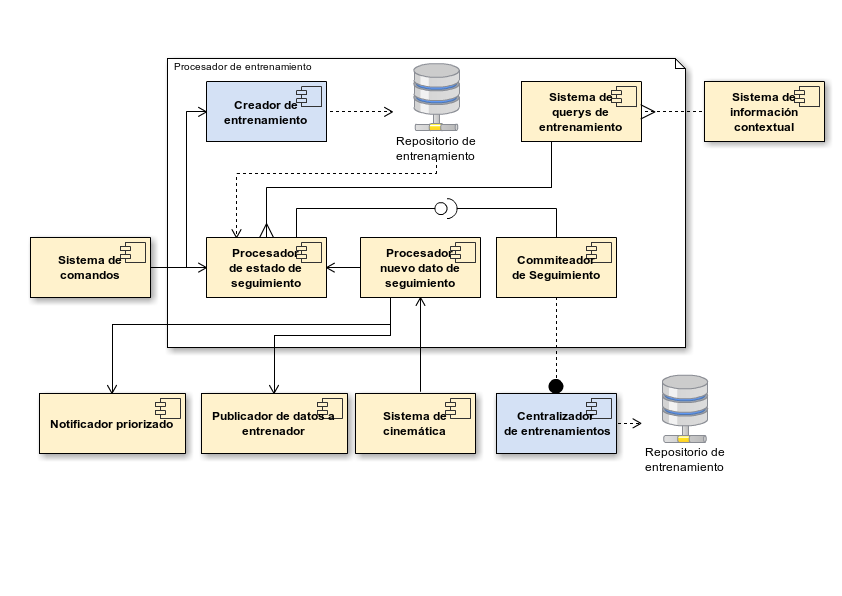 Procesador de entrenamiento
Creador de
entrenamiento
Repositorio de
entrenamiento
Sistema de
querys de
entrenamiento
Sistema de
información
contextual
Sistema de
comandos
Procesador
de estado de
seguimiento
Procesador
nuevo dato de
seguimiento
Commiteador
de Seguimiento
Notificador priorizado
Publicador de datos a
entrenador
Sistema de
cinemática
Centralizador
de entrenamientos
Repositorio de
entrenamiento